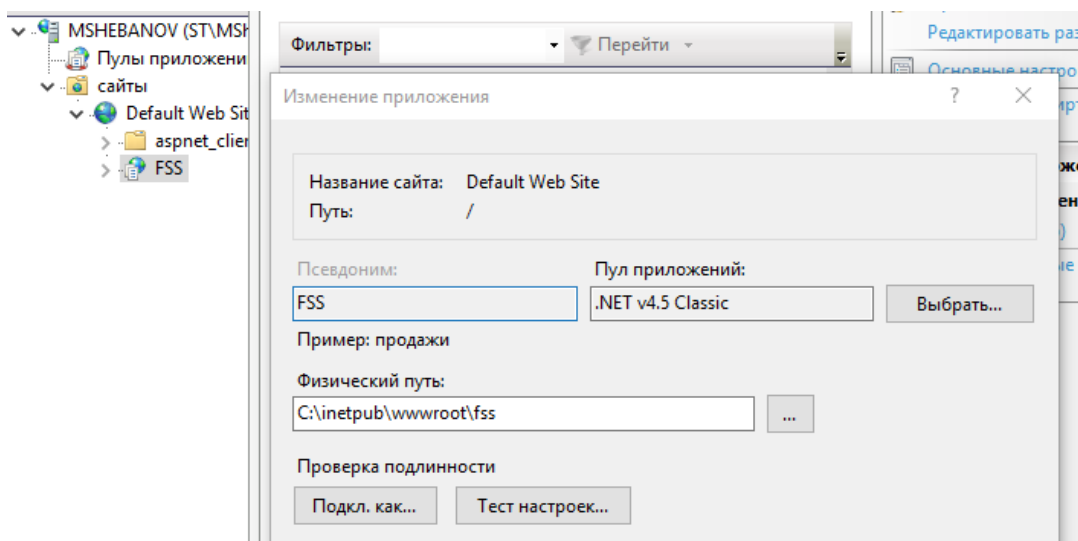 MSHEBANOV (ST\MSH
Пулы приложени
сайты
Default Web Sit
aspnet_clien
FSS
Фильтры:
Перейти
Редактировать раз
Основные настро
Изменение приложения
?
Название сайта: Default Web Site
Путь: /
Псевдоним:
Пул приложений:
FSS
.NET v4.5 Classic
Выбрать...
Пример: продажи
Физический путь:
C:\inetpub\wwwroot\fss
...
Проверка подлинности
Подкл. как...
Тест настроек...